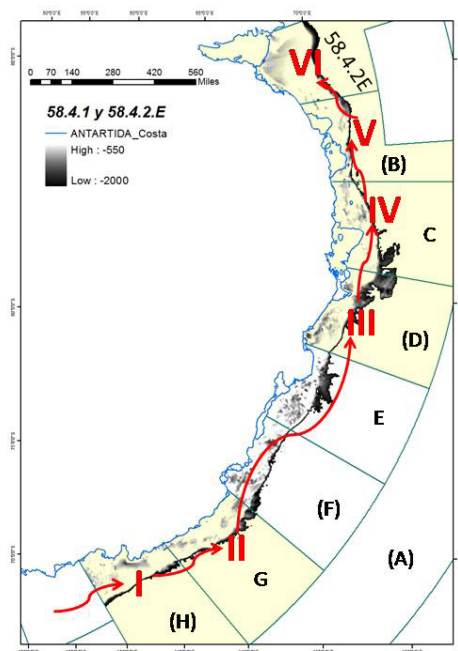 58.4.2E
VI
0 70 140 280 420 560
Miles
58.4.1 y 58.4.2.E
ANTARTIDA_Costa
High : -550
Low : -2000
V
(B)
IV
C
III
(D)
E
(F)
(A)
II
G
I
(H)